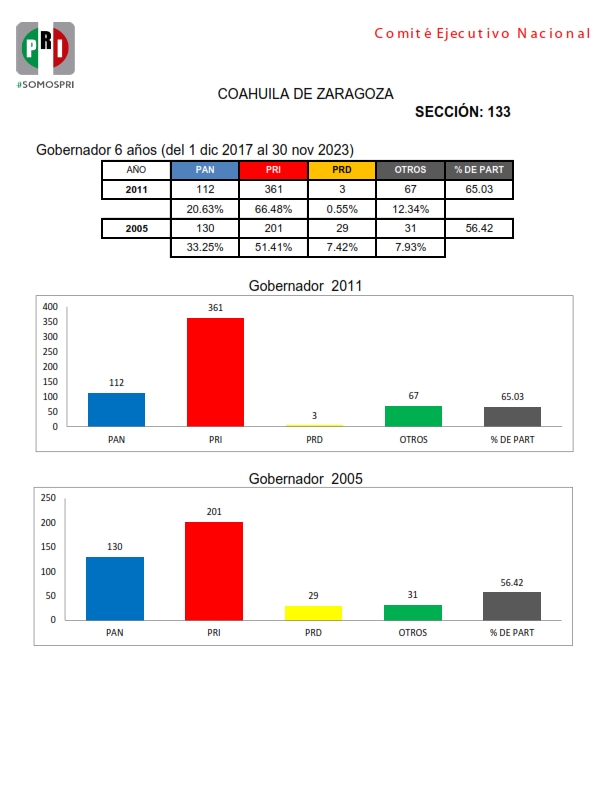 PRI
#SOMOSPRI
Comité Ejecutivo Nacional
COAHUILA DE ZARAGOZA
SECCIÓN: 133
Gobernador 6 años (del 1 dic 2017 al 30 nov 2023)
AÑO PAN PRI PRD OTROS % DE PART
2011 112 361 3 67 65.03
20.63% 66.48% 0.55% 12.34%
2005 130 201 29 31 56.42
33.25% 51.41% 7.42% 7.93%
Gobernador 2011
400
350
300
250
200
150
100
50
0
112 361 3 67 65.03
PAN PRI PRD OTROS % DE PART
Gobernador 2005
250
200
150
100
50
0
130 201 29 31 56.42
PAN PRI PRD OTROS % DE PART